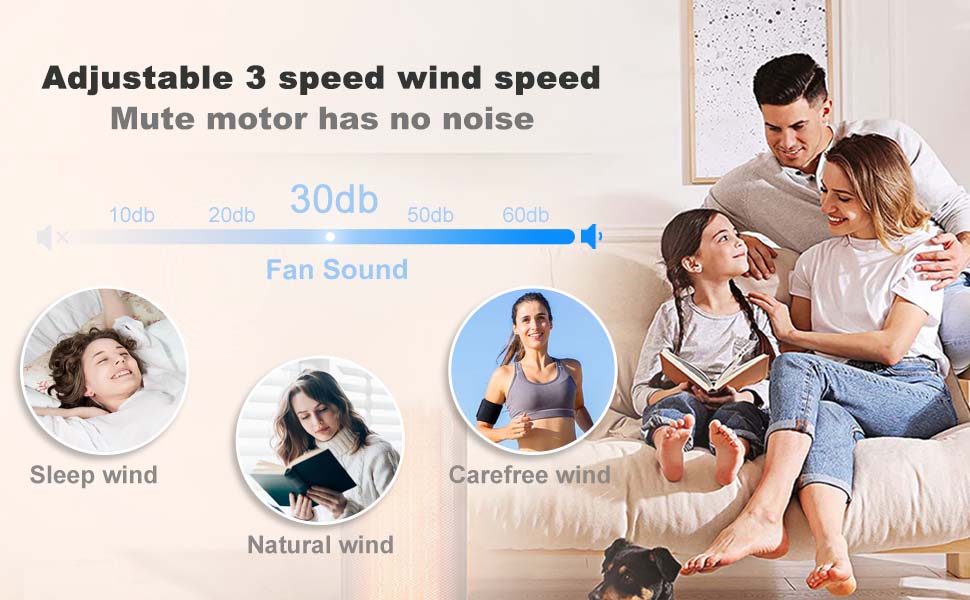 Adjustable 3 speed wind speed
Mute motor has no noise
10db 20db 30db 50db 60db
Fan Sound
Sleep wind
Natural wind
Carefree wind